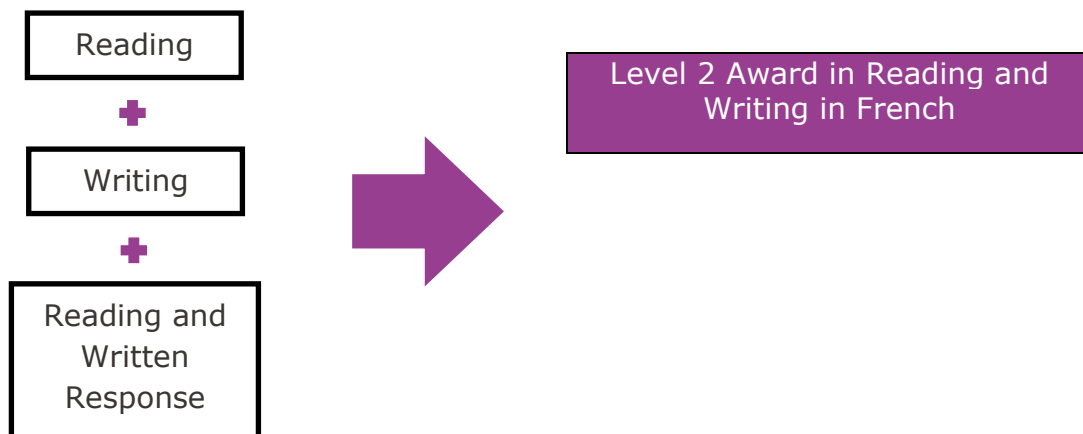 Reading
Writing
Reading and
Written
Response
Level 2 Award in Reading and
Writing in French